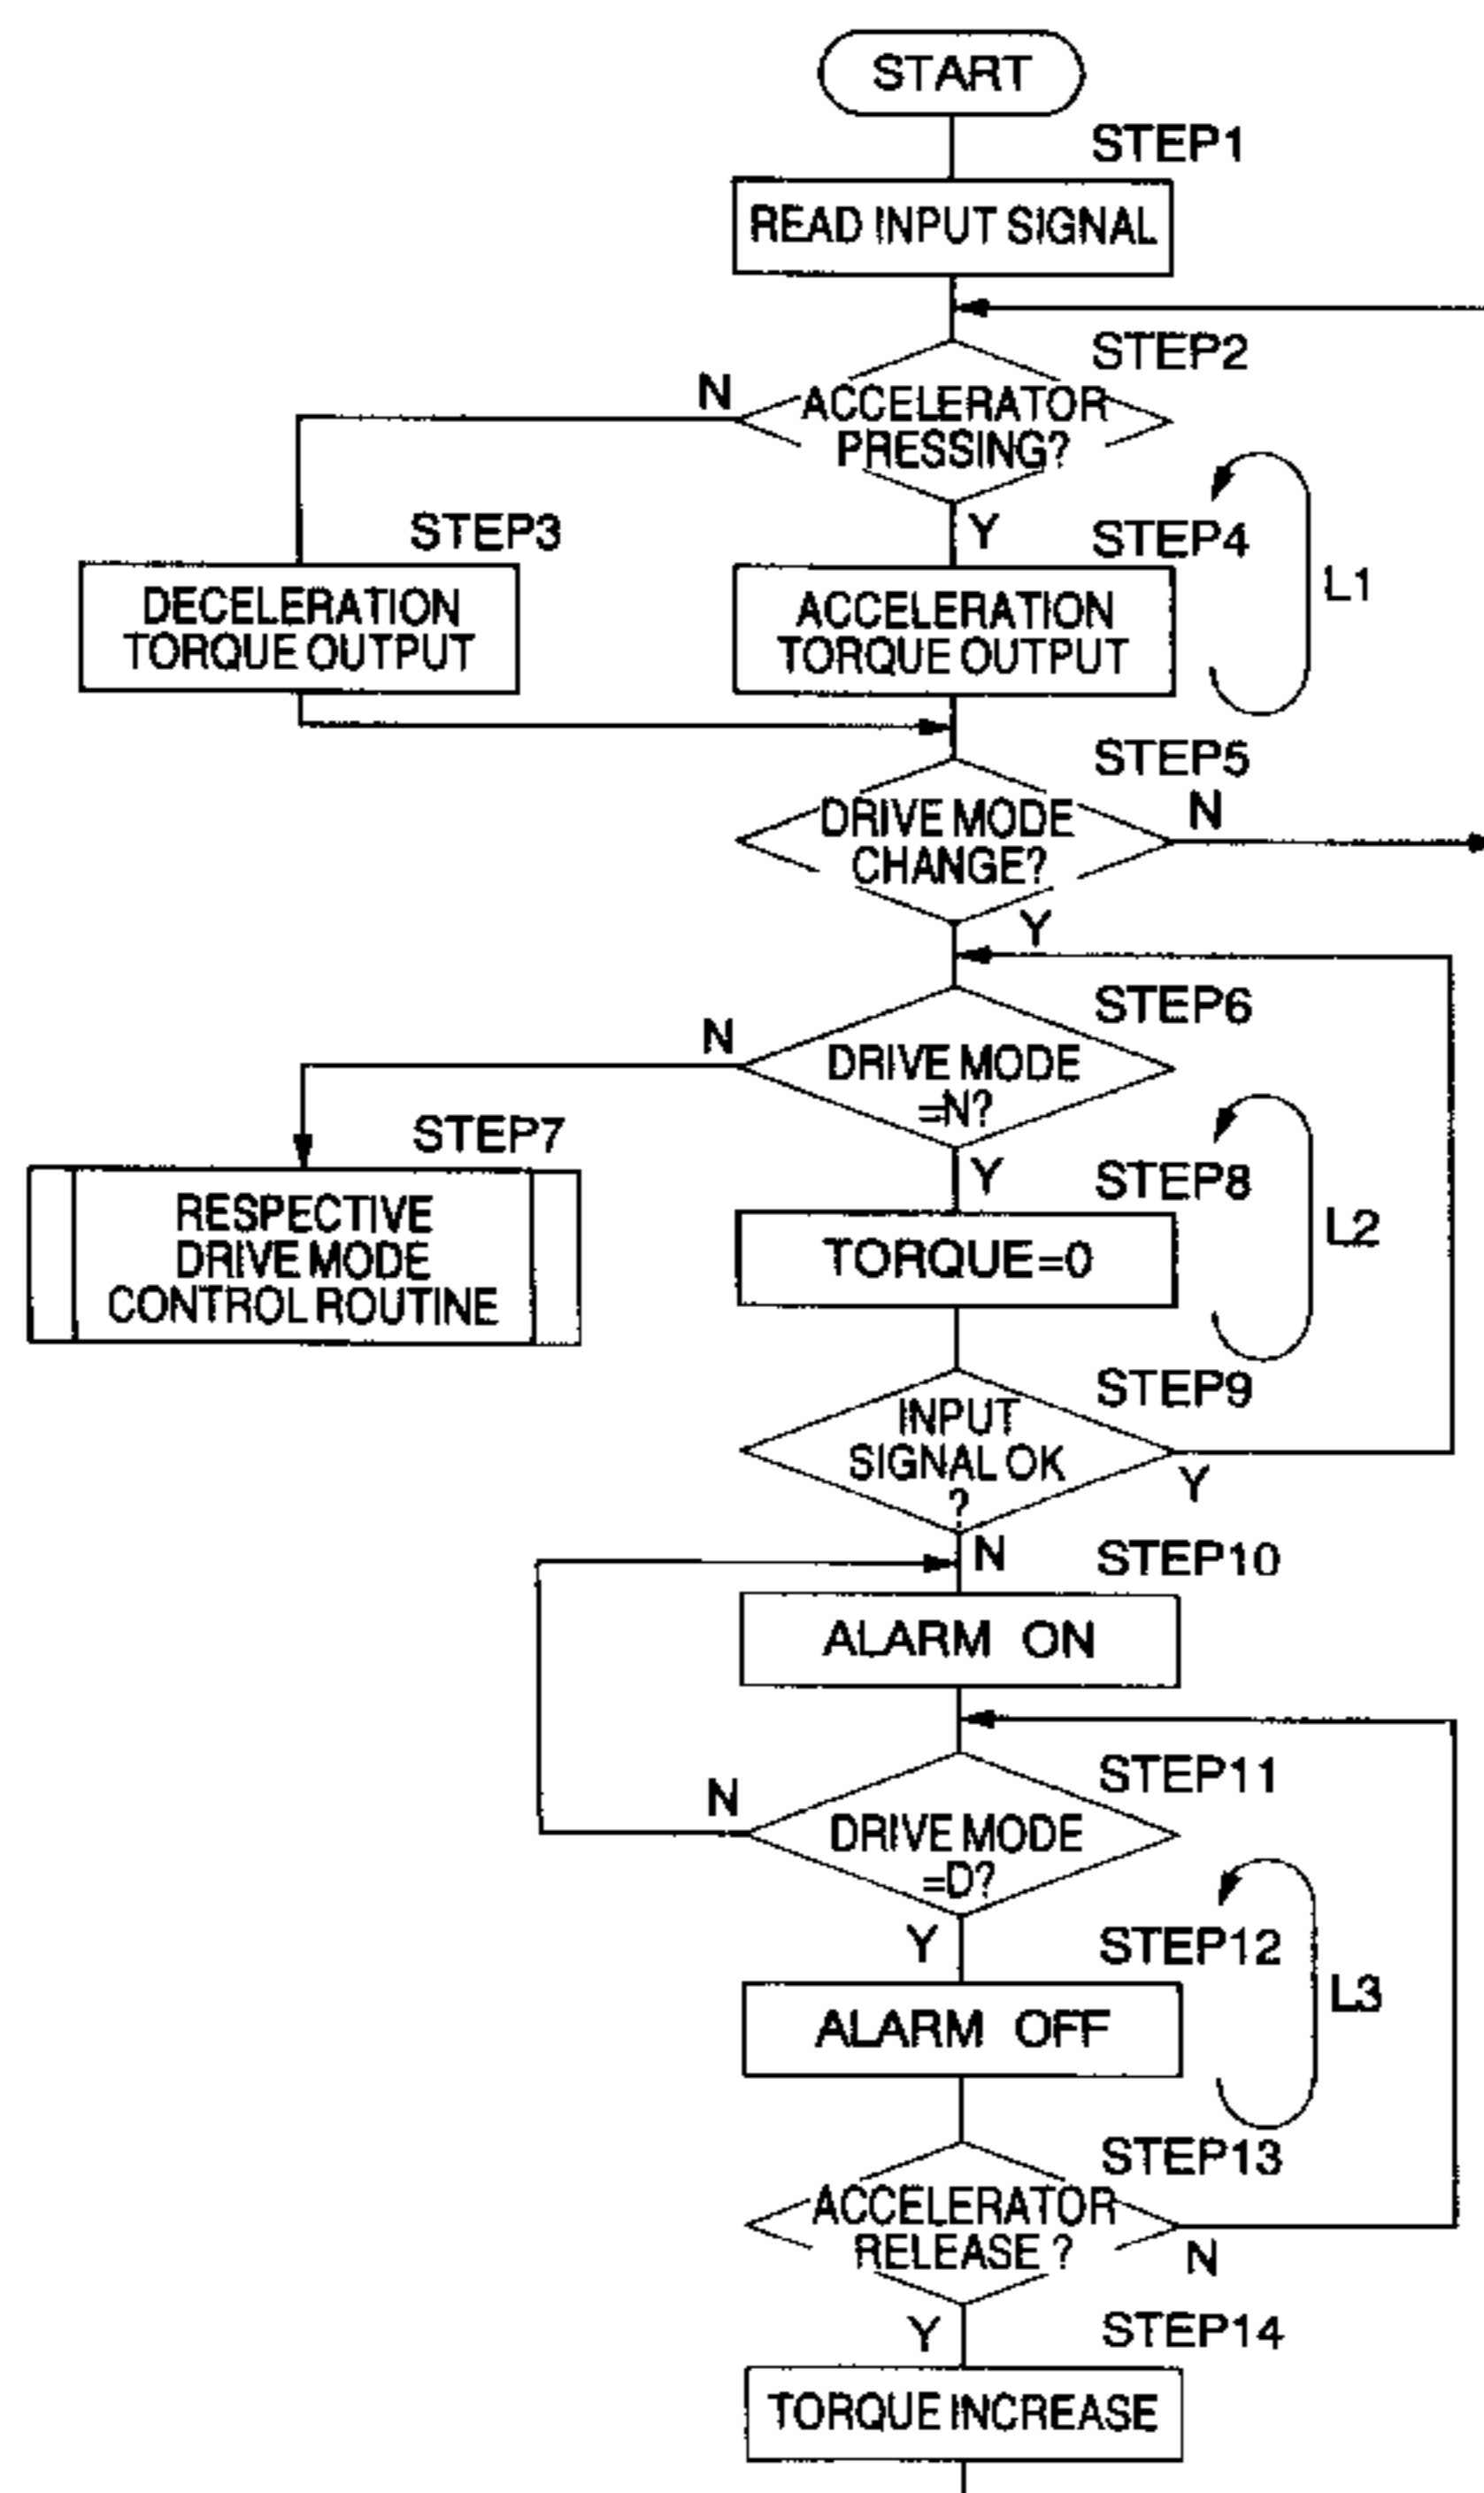 START
STEP1
READ INPUT SIGNAL
STEP2
N
ACCELERATOR
PRESSING?
Y
STEP3
STEP4
L1
DECELERATION
TORQUE OUTPUT
ACCELERATION
TORQUE OUTPUT
STEP5
DRIVE MODE
CHANGE?
N
Y
STEP6
N
DRIVE MODE
=N?
STEP7
Y
STEP8
L2
RESPECTIVE
DRIVE MODE
CONTROL ROUTINE
TORQUE=0
STEP9
INPUT
SIGNAL OK
?
Y
N
STEP10
ALARM ON
STEP11
N
DRIVE MODE
=D?
Y
STEP12
L3
ALARM OFF
STEP13
ACCELERATOR
RELEASE ?
N
Y
STEP14
TORQUE INCREASE